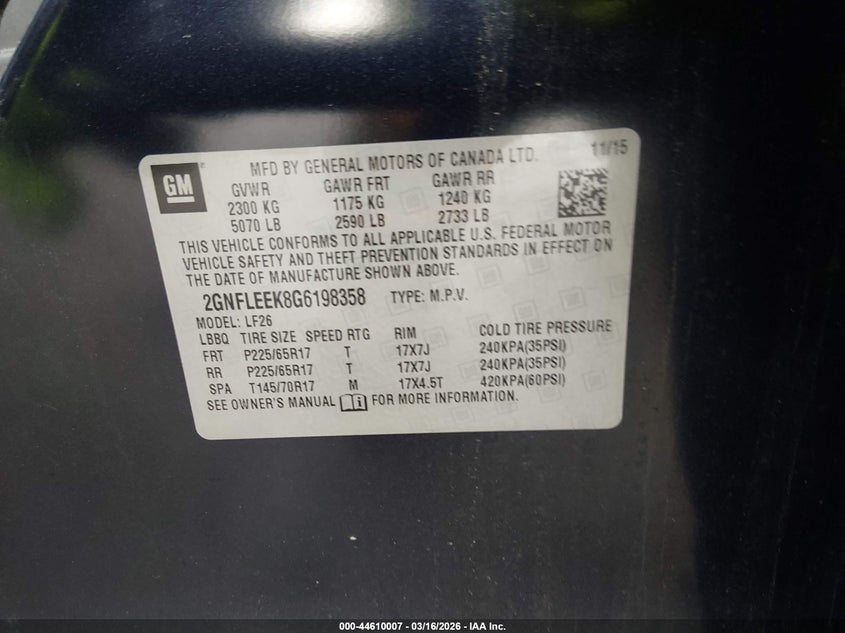 GM
MFD BY GENERAL MOTORS OF CANADA LTD. 11/15
GVWR GAWR FRT GAWR RR
2300 KG 1175 KG 1240 KG
5070 LB 2590 LB 2733 LB
THIS VEHICLE CONFORMS TO ALL APPLICABLE U.S. FEDERAL MOTOR
VEHICLE SAFETY AND THEFT PREVENTION STANDARDS IN EFFECT ON
THE DATE OF MANUFACTURE SHOWN ABOVE.
2GNFLEEK8G6198358 TYPE: M.P.V.
MODEL: LF26
LBBQ TIRE SIZE SPEED RTG RIM COLD TIRE PRESSURE
FRT P225/65R17 T 17X7J 240KPA(35PSI)
RR P225/65R17 T 17X7J 240KPA(35PSI)
SPA T145/70R17 M 17X4.5T 420KPA(60PSI)
SEE OWNER'S MANUAL FOR MORE INFORMATION.
000-44610007 - 03/16/2026 - IAA Inc.